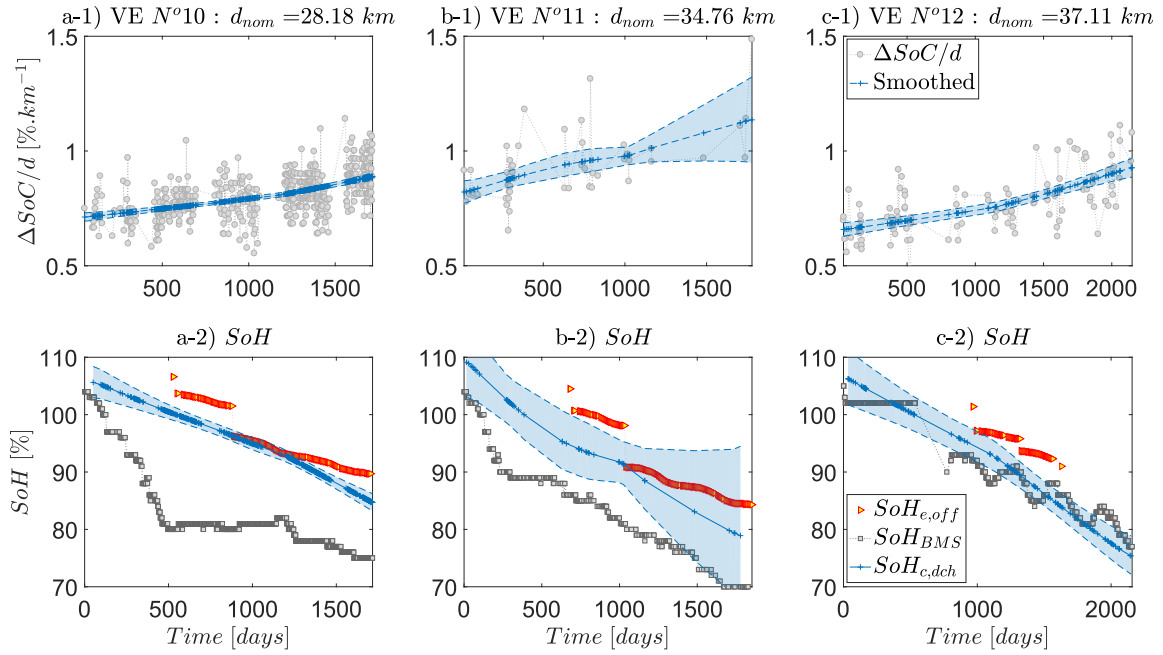 a-1) VE N°10 : d_nom =28.18 km
b-1) VE N°11 : d_nom =34.76 km
c-1) VE N°12 : d_nom =37.11 km
ΔSoC/d [%.km⁻¹]
1.5
1
0.5
500 1000 1500
1.5
1
0.5
500 1000 1500
1.5
1
0.5
500 1000 1500 2000
ΔSoC/d
Smoothed
a-2) SoH
b-2) SoH
c-2) SoH
SoH [%]
110
100
90
80
70
0 500 1000 1500
Time [days]
110
100
90
80
70
0 500 1000 1500
Time [days]
110
100
90
80
70
0 1000 2000
Time [days]
SoH_e,off
SoH_BMS
SoH_c,dch